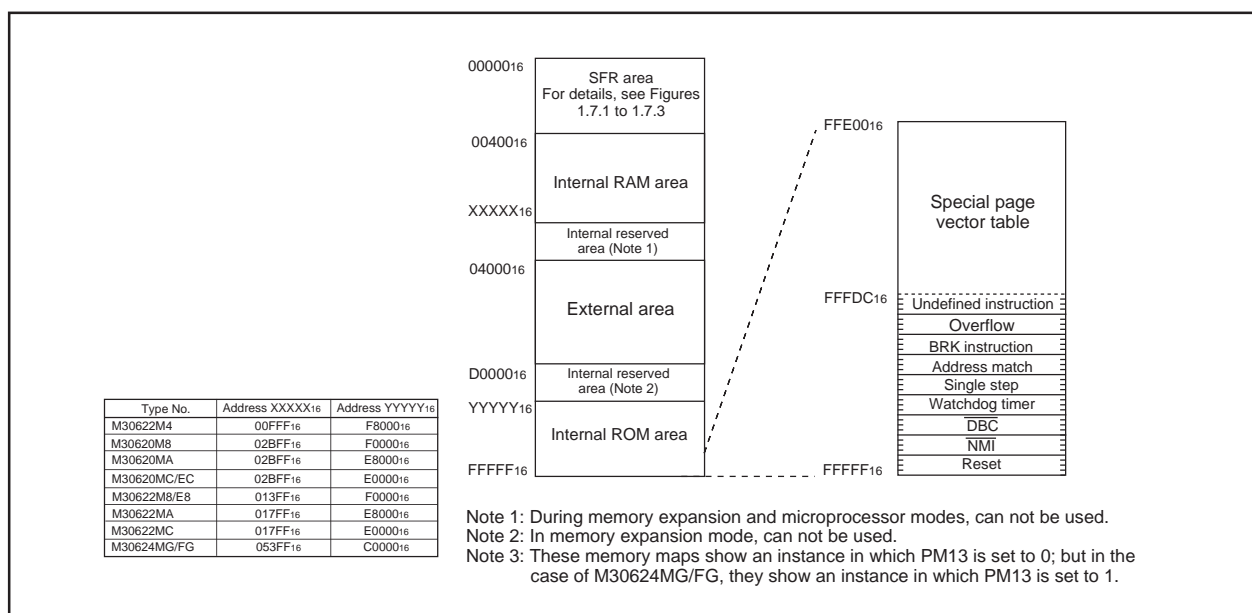 00000₁₆
SFR area
For details, see Figures
1.7.1 to 1.7.3
00400₁₆
Internal RAM area
XXXXX₁₆
Internal reserved
area (Note 1)
04000₁₆
External area
D0000₁₆
Internal reserved
area (Note 2)
YYYYY₁₆
Internal ROM area
FFFFF₁₆
FFE00₁₆
Special page
vector table
FFFDC₁₆
Undefined instruction
Overflow
BRK instruction
Address match
Single step
Watchdog timer
DBC
NMI
Reset
FFFFF₁₆
Type No. Address XXXXX₁₆ Address YYYYY₁₆
M30622M4 00FFF₁₆ F8000₁₆
M30620M8 02BFF₁₆ F0000₁₆
M30620MA 02BFF₁₆ E8000₁₆
M30620MC/EC 02BFF₁₆ E0000₁₆
M30622M8/E8 013FF₁₆ F0000₁₆
M30622MA 017FF₁₆ E8000₁₆
M30622MC 017FF₁₆ E0000₁₆
M30624MG/FG 053FF₁₆ C0000₁₆
Note 1: During memory expansion and microprocessor modes, can not be used.
Note 2: In memory expansion mode, can not be used.
Note 3: These memory maps show an instance in which PM13 is set to 0; but in the
case of M30624MG/FG, they show an instance in which PM13 is set to 1.